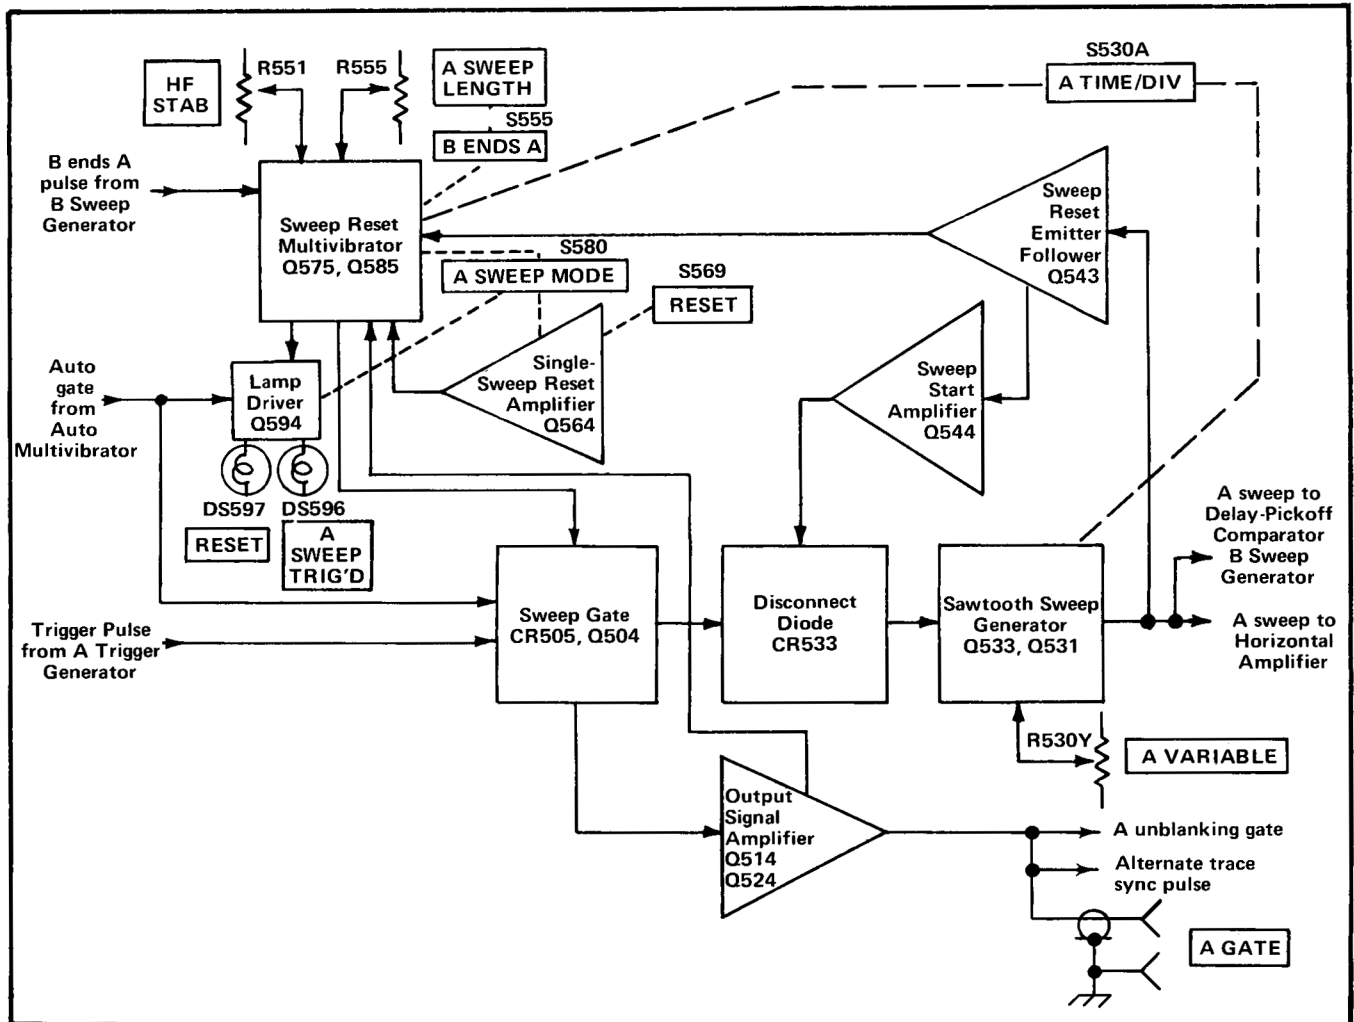 HF
STAB
R551
R555
A SWEEP
LENGTH
S555
B ENDS A
S530A
A TIME/DIV
B ends A
pulse from
B Sweep
Generator
Sweep Reset
Multivibrator
Q575, Q585
Sweep
Reset
Emitter
Follower
Q543
S580
A SWEEP MODE
S569
RESET
Auto
gate
from
Auto
Multivibrator
Lamp
Driver
Q594
Single-
Sweep Reset
Amplifier
Q564
Sweep
Start
Amplifier
Q544
DS597
DS596
RESET
A
SWEEP
TRIG'D
A sweep to
Delay-Pickoff
Comparator
B Sweep
Generator
Trigger Pulse
from A Trigger
Generator
Sweep Gate
CR505, Q504
Disconnect
Diode
CR533
Sawtooth Sweep
Generator
Q533, Q531
A sweep to
Horizontal
Amplifier
R530Y
A VARIABLE
Output
Signal
Amplifier
Q514
Q524
A unblanking gate
Alternate trace
sync pulse
A GATE